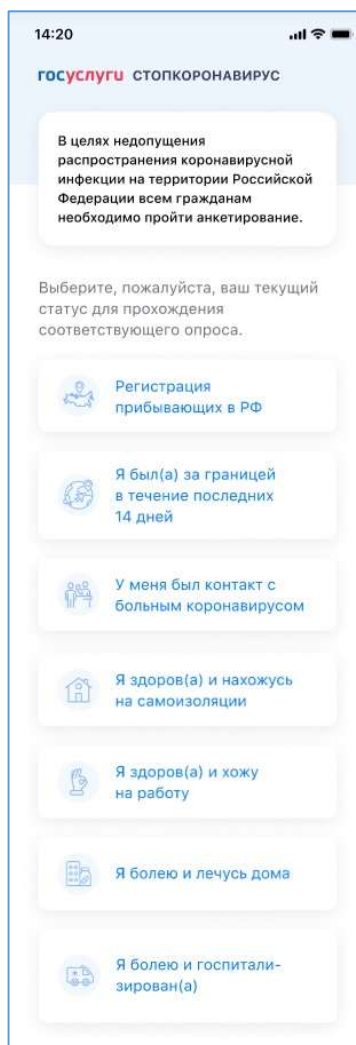 14:20
госуслуги СТОПКОРОНАВИРУС
В целях недопущения
распространения коронавирусной
инфекции на территории Российской
Федерации всем гражданам
необходимо пройти анкетирование.
Выберите, пожалуйста, ваш текущий
статус для прохождения
соответствующего опроса.
Регистрация
прибывающих в РФ
Я был(а) за границей
в течение последних
14 дней
У меня был контакт с
больным коронавирусом
Я здоров(а) и нахожусь
на самоизоляции
Я здоров(а) и хожу
на работу
Я болею и лечусь дома
Я болею и госпитали-
зирован(а)